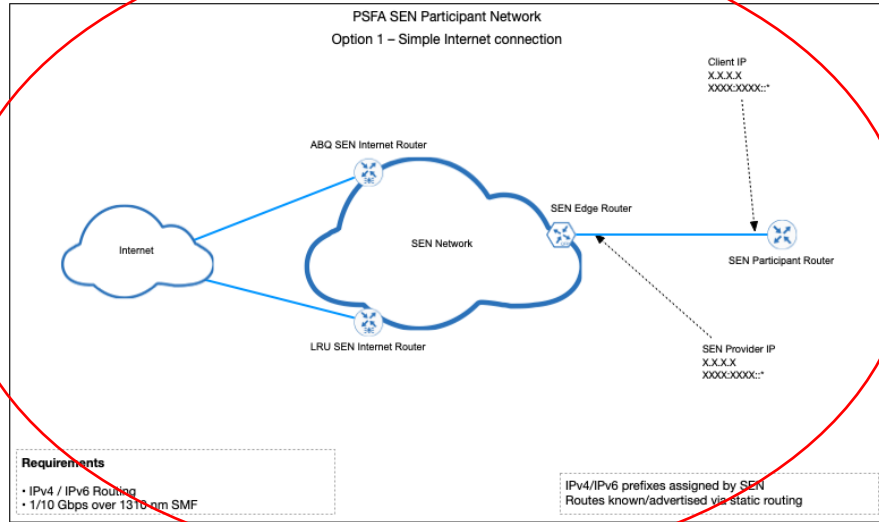 PSFA SEN Participant Network
Option 1 – Simple Internet connection
Client IP
X.X.X.X
XXXX:XXXX::*
ABQ SEN Internet Router
SEN Edge Router
Internet
SEN Network
SEN Participant Router
LRU SEN Internet Router
SEN Provider IP
X.X.X.X
XXXX:XXXX::*
Requirements
• IPv4 / IPv6 Routing
• 1/10 Gbps over 1310 nm SMF
IPv4/IPv6 prefixes assigned by SEN
Routes known/advertised via static routing